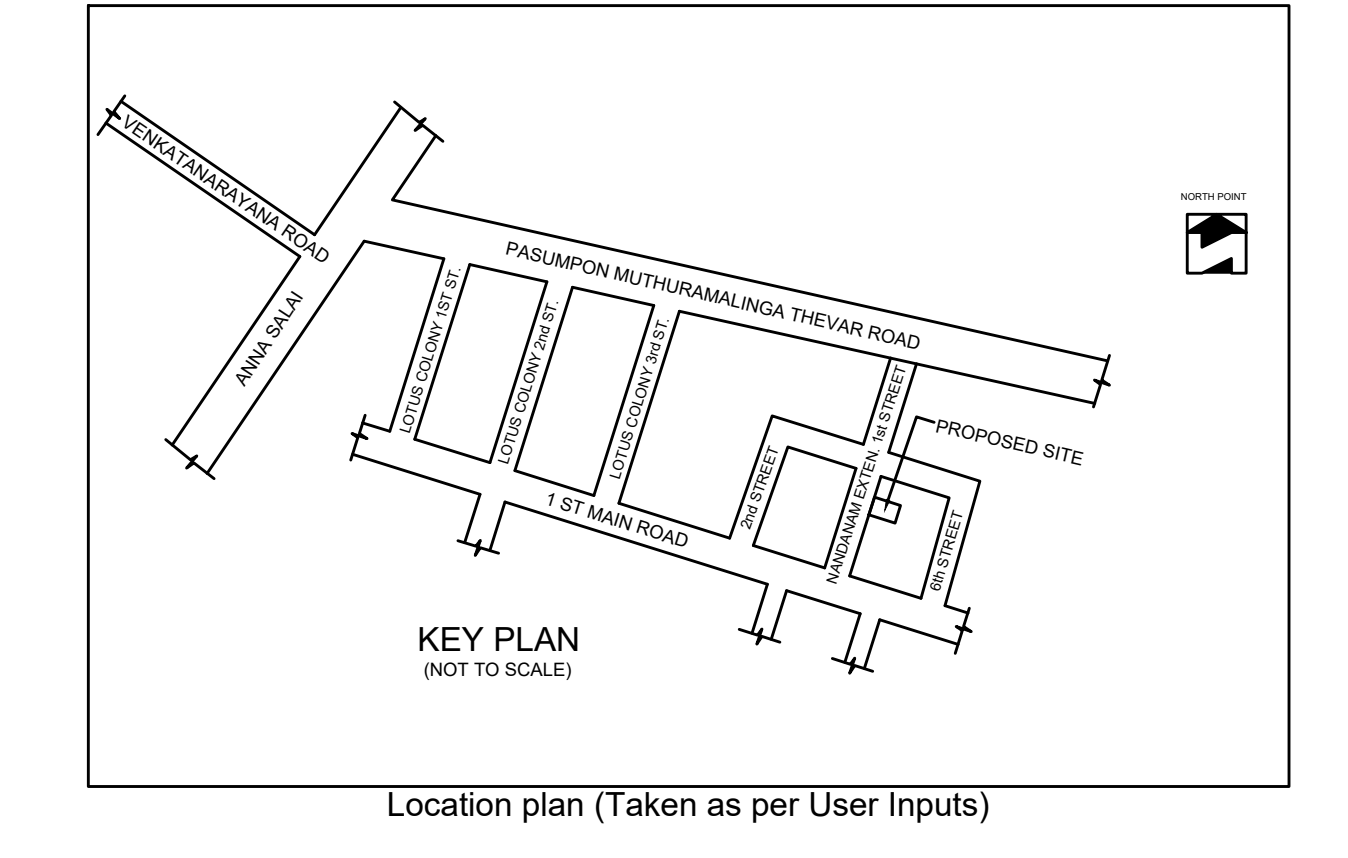 NORTH POINT
VENKATANARAYANA ROAD
ANNA SALAI
PASUMPON MUTHURAMALINGA THEVAR ROAD
LOTUS COLONY 1ST ST.
LOTUS COLONY 2nd ST.
LOTUS COLONY 3rd ST.
2nd STREET
NANDANAM EXTEN. 1st STREET
PROPOSED SITE
6th STREET
1 ST MAIN ROAD
KEY PLAN
(NOT TO SCALE)
Location plan (Taken as per User Inputs)